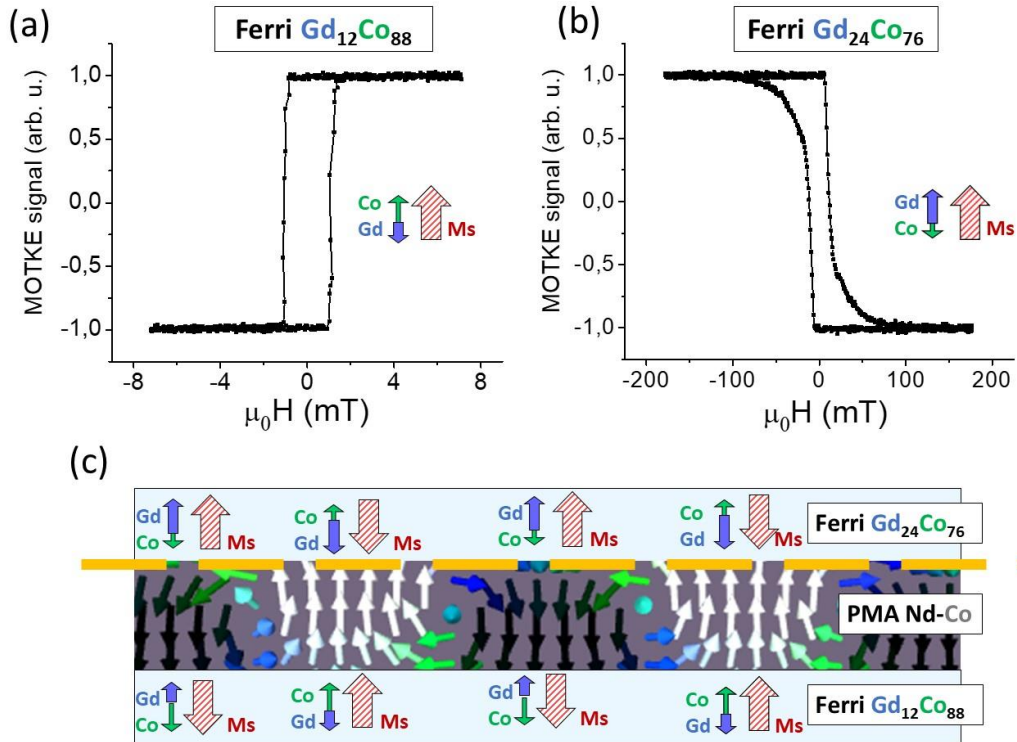 (a)
Ferri Gd₁₂Co₈₈
MOTKE signal (arb. u.)
1,0
0,5
0,0
-0,5
-1,0
Co
Gd
Ms
-8 -4 0 4 8
μ₀H (mT)
(b)
Ferri Gd₂₄Co₇₆
MOTKE signal (arb. u.)
1,0
0,5
0,0
-0,5
-1,0
Gd
Co
Ms
-200 -100 0 100 200
μ₀H (mT)
(c)
Gd Co Gd Co
Co Ms Gd Ms Co Ms Gd Ms
Ferri Gd₂₄Co₇₆
PMA Nd-Co
Gd Co Gd Co
Co Ms Gd Ms Co Ms Gd Ms
Ferri Gd₁₂Co₈₈